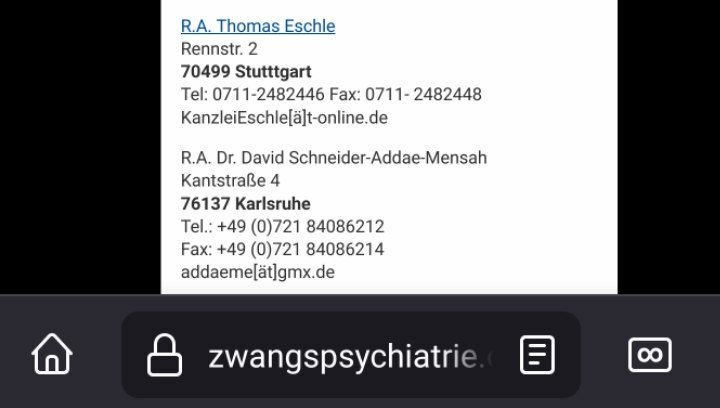 R.A. Thomas Eschle
Rennstr. 2
70499 Stutttgart
Tel: 0711-2482446 Fax: 0711- 2482448
KanzleiEschle[ä]t-online.de
R.A. Dr. David Schneider-Addae-Mensah
Kantstraße 4
76137 Karlsruhe
Tel.: +49 (0)721 84086212
Fax: +49 (0)721 84086214
addaeme[ät]gmx.de
zwangspsychiatrie.